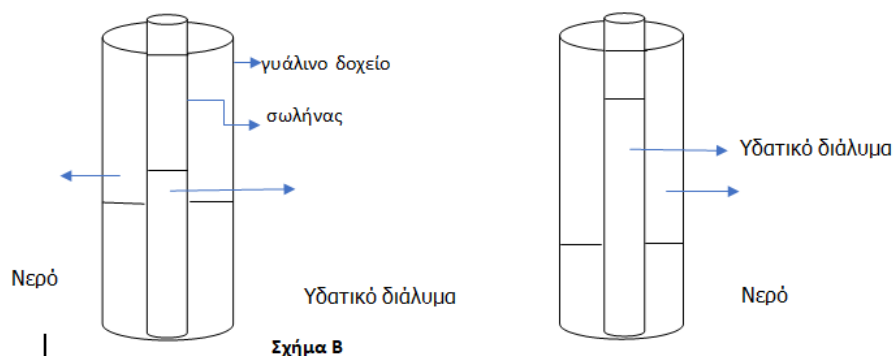 γυάλινο δοχείο
σωλήνας
Υδατικό διάλυμα
Νερό
Υδατικό διάλυμα
Νερό
Σχήμα Β